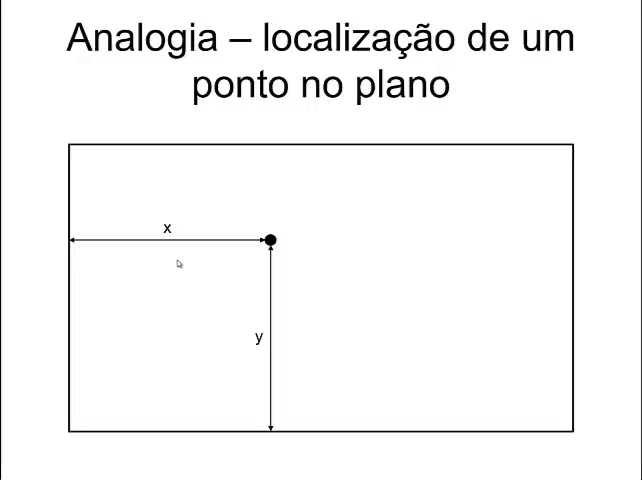 Analogia – localização de um
ponto no plano
x
y